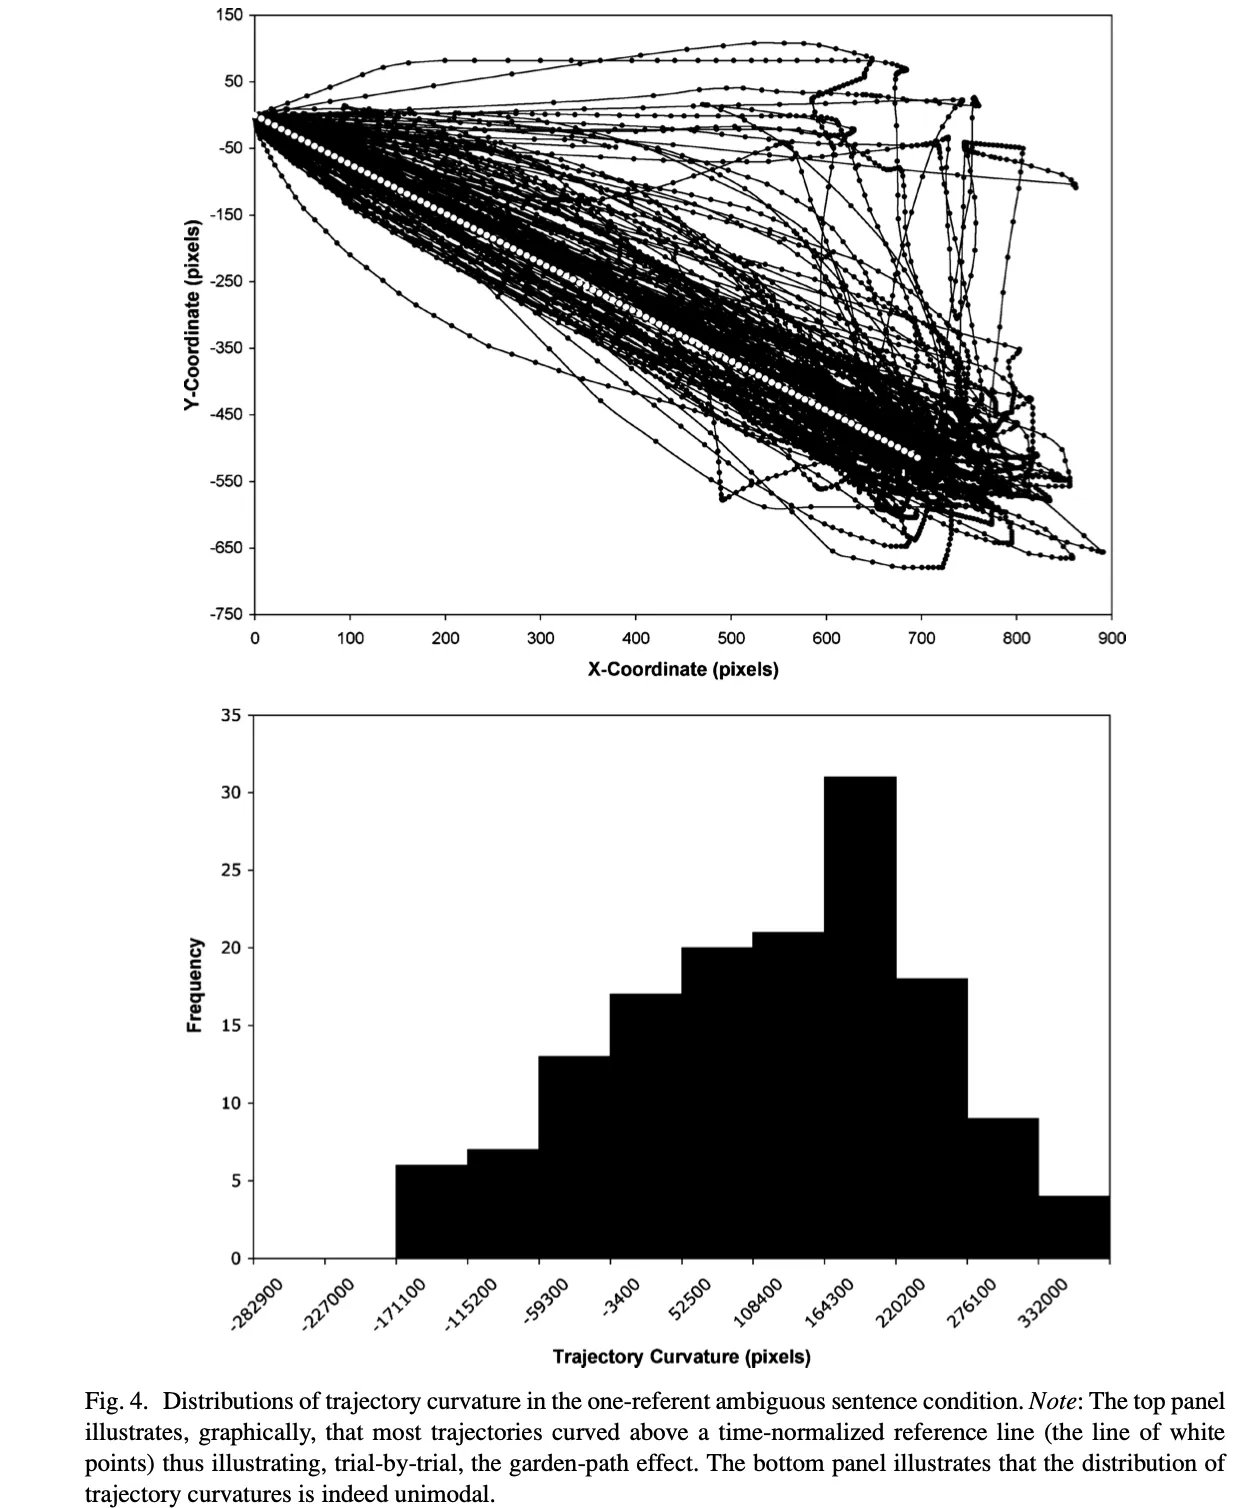 150
50
-50
-150
-250
-350
-450
-550
-650
-750
Y-Coordinate (pixels)
0 100 200 300 400 500 600 700 800 900
X-Coordinate (pixels)
35
30
25
20
15
10
5
0
Frequency
-282900 -227000 -171100 -115200 -59300 -3400 52500 108400 164300 220200 276100 332000
Trajectory Curvature (pixels)
Fig. 4. Distributions of trajectory curvature in the one-referent ambiguous sentence condition. Note: The top panel
illustrates, graphically, that most trajectories curved above a time-normalized reference line (the line of white
points) thus illustrating, trial-by-trial, the garden-path effect. The bottom panel illustrates that the distribution of
trajectory curvatures is indeed unimodal.